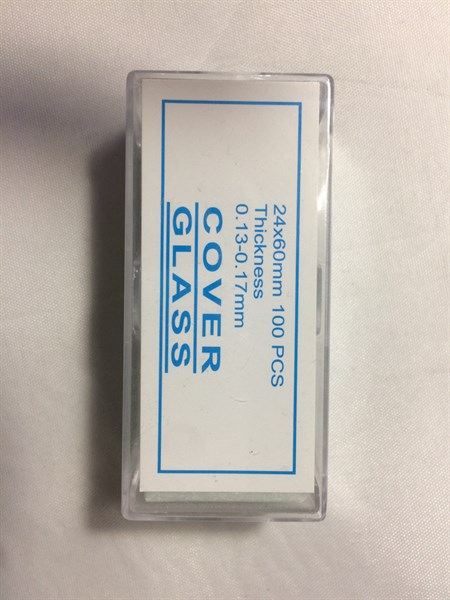 24x60mm 100 PCS
Thickness
0.13-0.17mm
COVER
GLASS